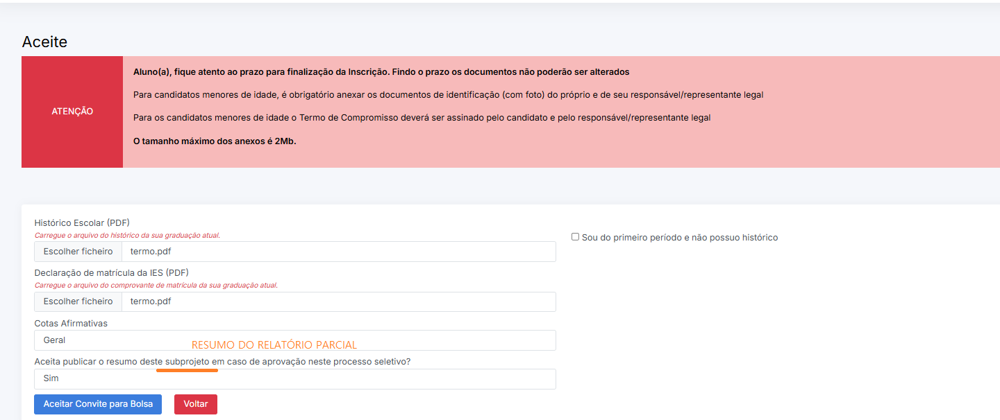 Aceite
ATENÇÃO
Aluno(a), fique atento ao prazo para finalização da Inscrição. Findo o prazo os documentos não poderão ser alterados
Para candidatos menores de idade, é obrigatório anexar os documentos de identificação (com foto) do próprio e de seu responsável/representante legal
Para os candidatos menores de idade o Termo de Compromisso deverá ser assinado pelo candidato e pelo responsável/representante legal
O tamanho máximo dos anexos é 2Mb.
Histórico Escolar (PDF)
Carregue o arquivo do histórico da sua graduação atual.
Escolher ficheiro termo.pdf
Sou do primeiro período e não possuo histórico
Declaração de matrícula da IES (PDF)
Carregue o arquivo do comprovante de matrícula da sua graduação atual.
Escolher ficheiro termo.pdf
Cotas Afirmativas
Geral
RESUMO DO RELATÓRIO PARCIAL
Aceita publicar o resumo deste subprojeto em caso de aprovação neste processo seletivo?
Sim
Aceitar Convite para Bolsa Voltar